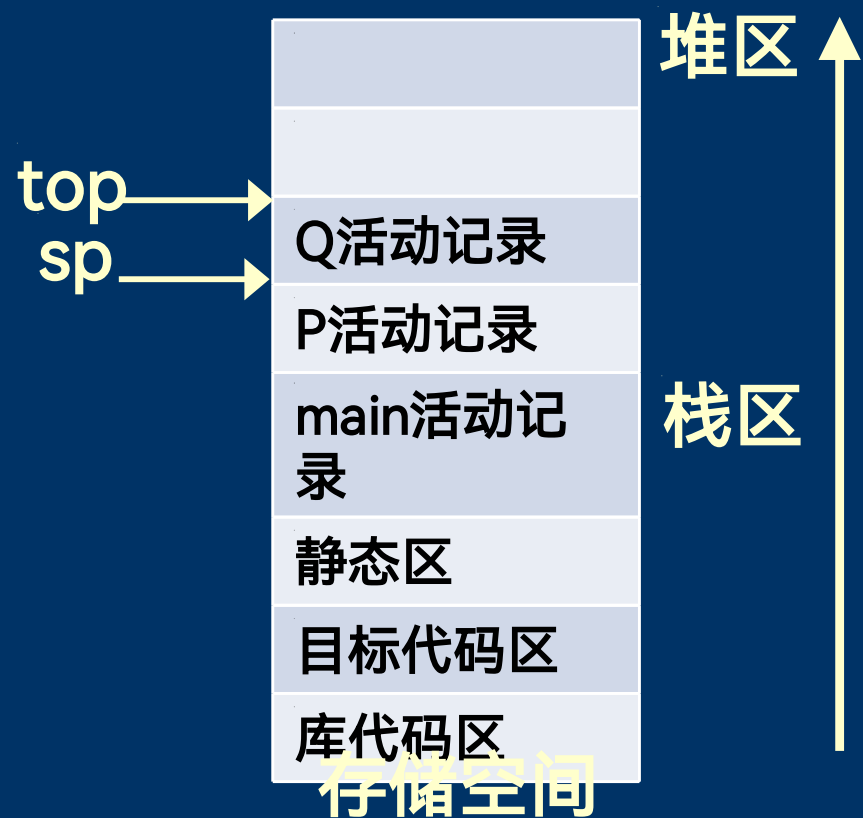 堆区
top
Q活动记录
sp
P活动记录
main活动记
录
栈区
静态区
目标代码区
库代码区
存储空间